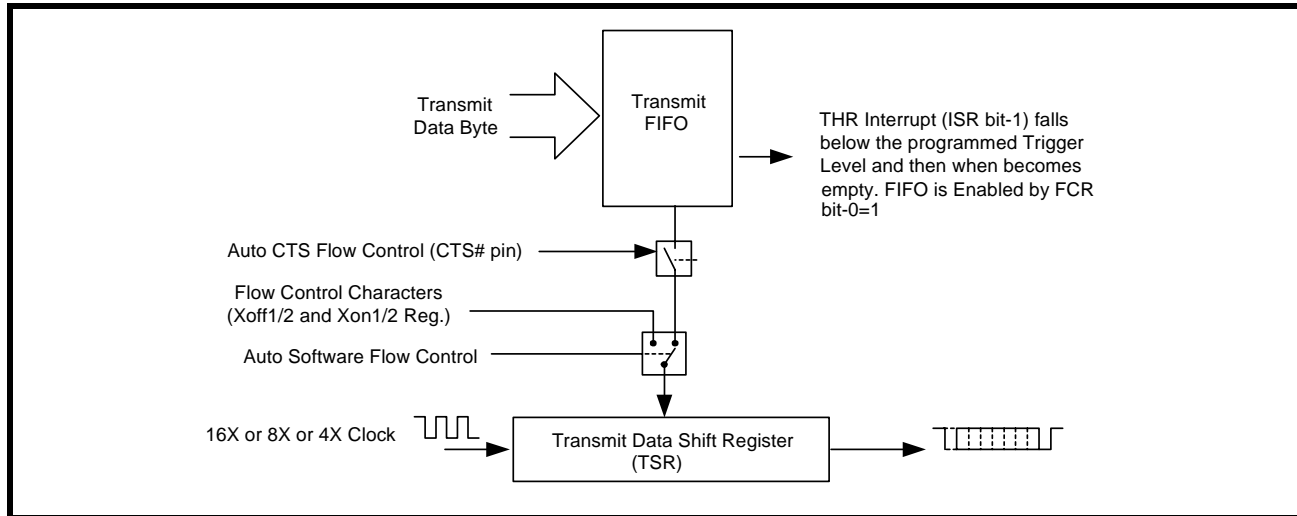 Transmit
Data Byte
Transmit
FIFO
THR Interrupt (ISR bit-1) falls
below the programmed Trigger
Level and then when becomes
empty. FIFO is Enabled by FCR
bit-0=1
Auto CTS Flow Control (CTS# pin)
Flow Control Characters
(Xoff1/2 and Xon1/2 Reg.)
Auto Software Flow Control
16X or 8X or 4X Clock
Transmit Data Shift Register
(TSR)